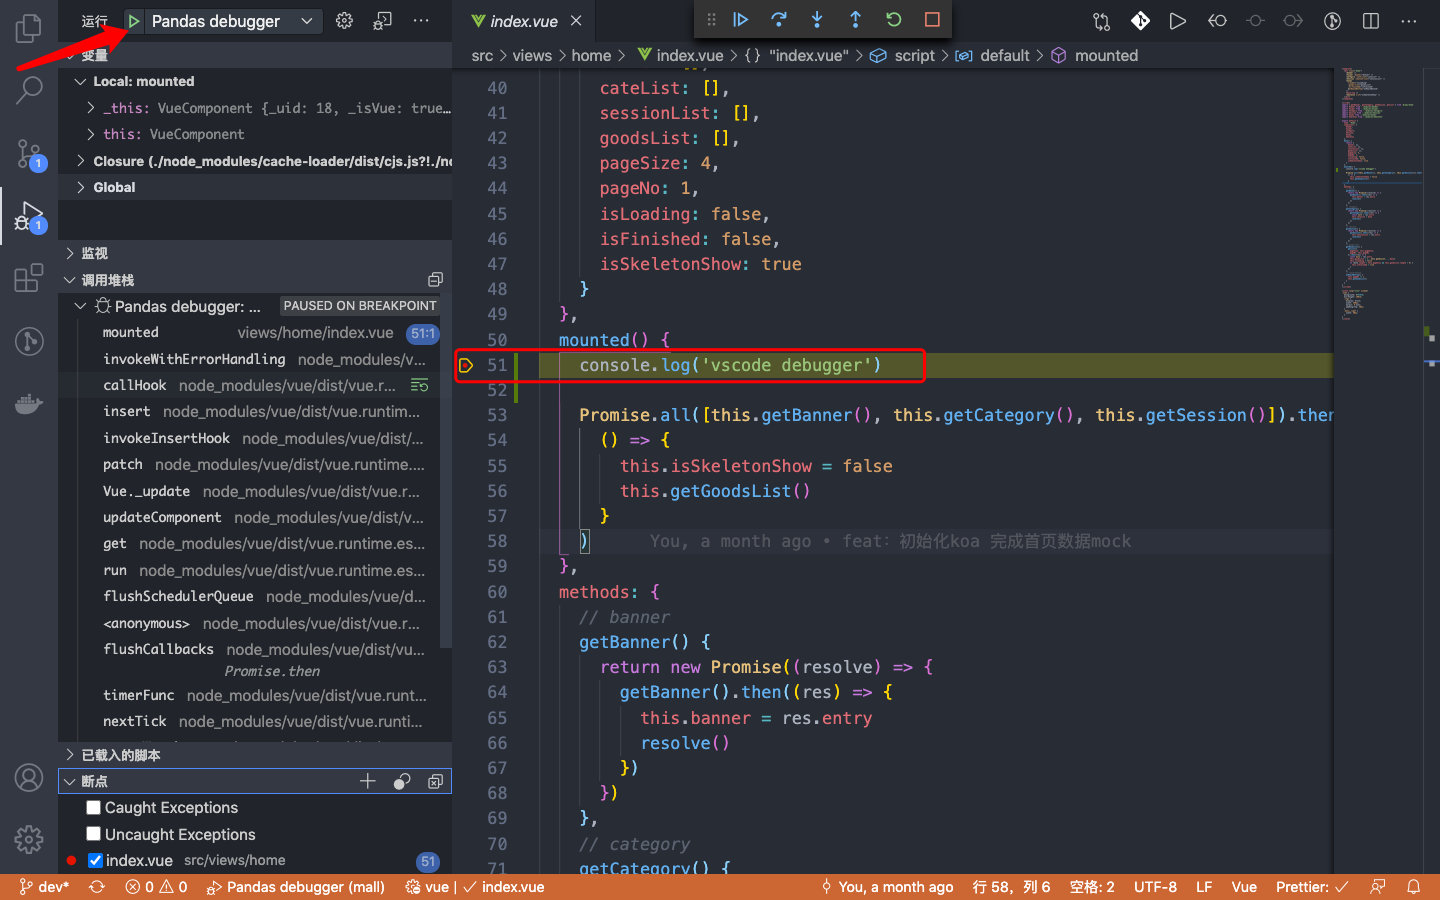 运行 Pandas debugger
变量
Local: mounted
_this: VueComponent {_uid: 18, _isVue: true…
this: VueComponent
Closure (./node_modules/cache-loader/dist/cjs.js?!./no
Global
监视
调用堆栈
Pandas debugger: ... PAUSED ON BREAKPOINT
mounted views/home/index.vue 51:1
invokeWithErrorHandling node_modules/v...
callHook node_modules/vue/dist/vue.r...
insert node_modules/vue/dist/vue.runtim...
invokeInsertHook node_modules/vue/dist/...
patch node_modules/vue/dist/vue.runtime....
Vue._update node_modules/vue/dist/vue.r...
updateComponent node_modules/vue/dist/v...
get node_modules/vue/dist/vue.runtime.es...
run node_modules/vue/dist/vue.runtime.es...
flushSchedulerQueue node_modules/vue/d...
<anonymous> node_modules/vue/dist/vue.r...
flushCallbacks node_modules/vue/dist/vu...
Promise.then
timerFunc node_modules/vue/dist/vue.runt...
nextTick node_modules/vue/dist/vue.runti...
已载入的脚本
断点
Caught Exceptions
Uncaught Exceptions
index.vue src/views/home 51
1
1
index.vue
src > views > home > index.vue > {} "index.vue" > script > default > mounted
40 cateList: [],
41 sessionList: [],
42 goodsList: [],
43 pageSize: 4,
44 pageNo: 1,
45 isLoading: false,
46 isFinished: false,
47 isSkeletonShow: true
48 }
49 },
50 mounted() {
51 console.log('vscode debugger')
52
53 Promise.all([this.getBanner(), this.getCategory(), this.getSession()]).then
54 () => {
55 this.isSkeletonShow = false
56 this.getGoodsList()
57 }
58 ) You, a month ago • feat: 初始化koa 完成首页数据mock
59 },
60 methods: {
61 // banner
62 getBanner() {
63 return new Promise((resolve) => {
64 getBanner().then((res) => {
65 this.banner = res.entry
66 resolve()
67 })
68 })
69 },
70 // category
71 getCategory() {
dev* 0 0 Pandas debugger (mall) vue | index.vue You, a month ago 行 58，列 6 空格: 2 UTF-8 LF Vue Prettier: